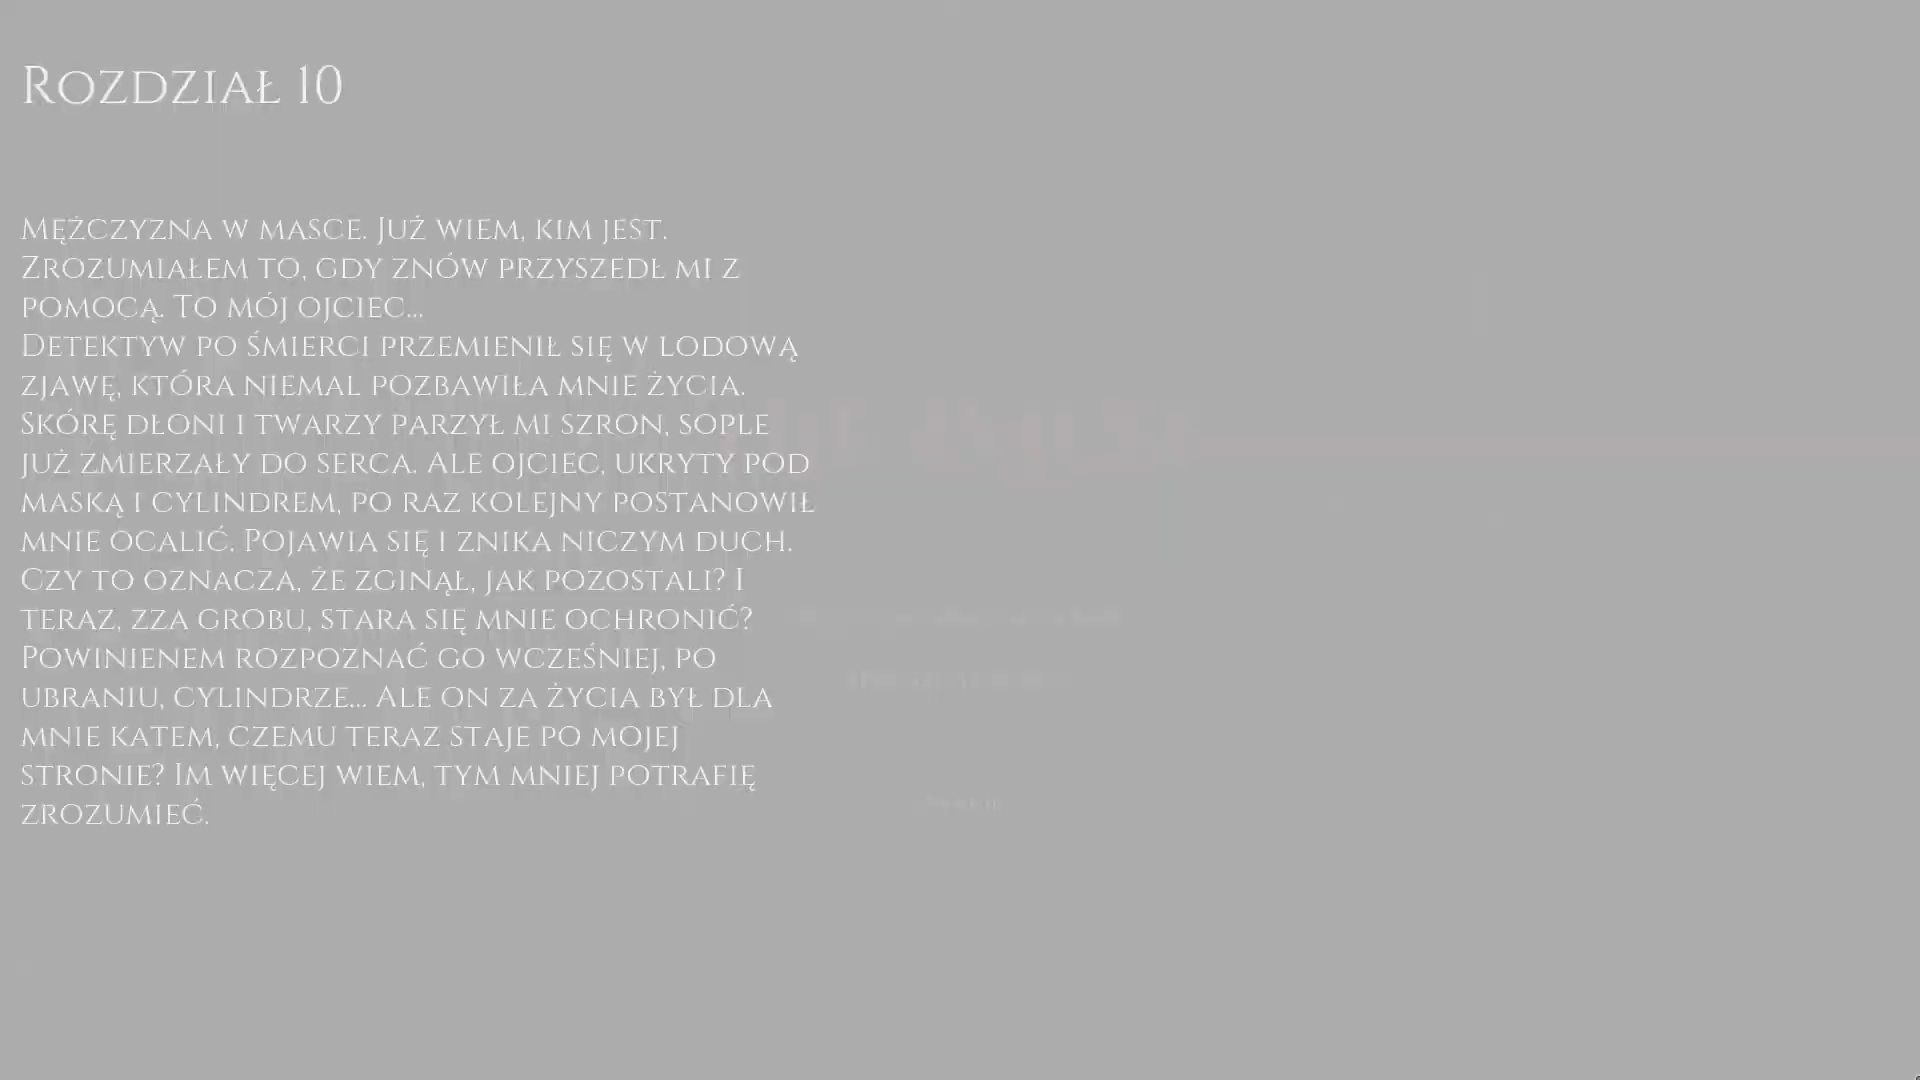 Rozdział 10
Mężczyzna w masce. Już wiem, kim jest.
Zrozumiałem to, gdy znów przyszedł mi z
pomocą. To mój ojciec...
Detektyw po śmierci przemienił się w lodową
zjawę, która niemal pozbawiła mnie życia.
Skórę dłoni i twarzy parzył mi szron, sople
już zmierzały do serca. Ale ojciec, ukryty pod
maską i cylindrem, po raz kolejny postanowił
mnie ocalić. Pojawia się i znika niczym duch.
Czy to oznacza, że zginął, jak pozostali? I
teraz, zza grobu, stara się mnie ochronić?
Powinienem rozpoznać go wcześniej, po
ubraniu, cylindrze... Ale on za życia był dla
mnie katem, czemu teraz staje po mojej
stronie? Im więcej wiem, tym mniej potrafię
zrozumieć.